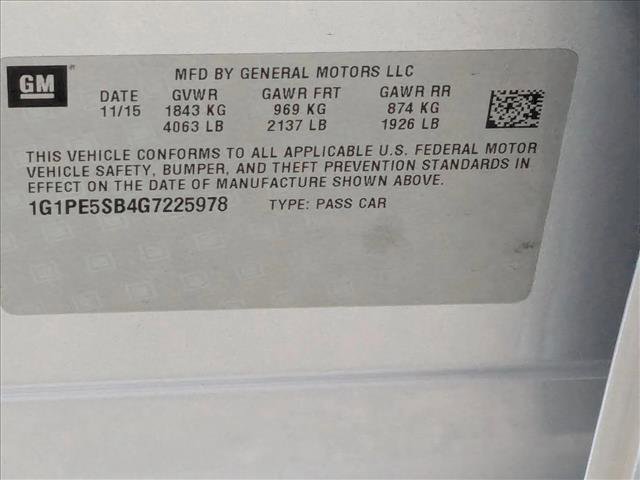 GM
MFD BY GENERAL MOTORS LLC
DATE GVWR GAWR FRT GAWR RR
11/15 1843 KG 969 KG 874 KG
4063 LB 2137 LB 1926 LB
THIS VEHICLE CONFORMS TO ALL APPLICABLE U.S. FEDERAL MOTOR
VEHICLE SAFETY, BUMPER, AND THEFT PREVENTION STANDARDS IN
EFFECT ON THE DATE OF MANUFACTURE SHOWN ABOVE.
1G1PE5SB4G7225978 TYPE: PASS CAR